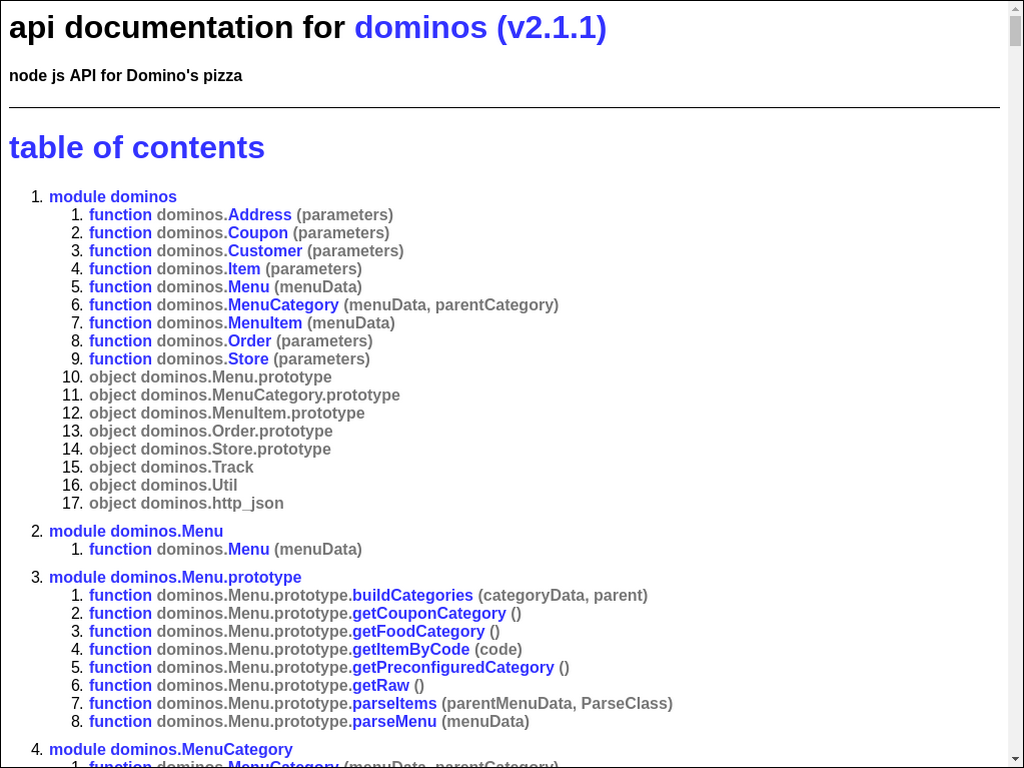 api documentation for dominos (v2.1.1)
node js API for Domino's pizza
table of contents
1. module dominos
1. function dominos.Address (parameters)
2. function dominos.Coupon (parameters)
3. function dominos.Customer (parameters)
4. function dominos.Item (parameters)
5. function dominos.Menu (menuData)
6. function dominos.MenuCategory (menuData, parentCategory)
7. function dominos.MenuItem (menuData)
8. function dominos.Order (parameters)
9. function dominos.Store (parameters)
10. object dominos.Menu.prototype
11. object dominos.MenuCategory.prototype
12. object dominos.MenuItem.prototype
13. object dominos.Order.prototype
14. object dominos.Store.prototype
15. object dominos.Track
16. object dominos.Util
17. object dominos.http_json
2. module dominos.Menu
1. function dominos.Menu (menuData)
3. module dominos.Menu.prototype
1. function dominos.Menu.prototype.buildCategories (categoryData, parent)
2. function dominos.Menu.prototype.getCouponCategory ()
3. function dominos.Menu.prototype.getFoodCategory ()
4. function dominos.Menu.prototype.getItemByCode (code)
5. function dominos.Menu.prototype.getPreconfiguredCategory ()
6. function dominos.Menu.prototype.getRaw ()
7. function dominos.Menu.prototype.parseItems (parentMenuData, ParseClass)
8. function dominos.Menu.prototype.parseMenu (menuData)
4. module dominos.MenuCategory
1. function dominos.MenuCategory (menuData, parentCategory)